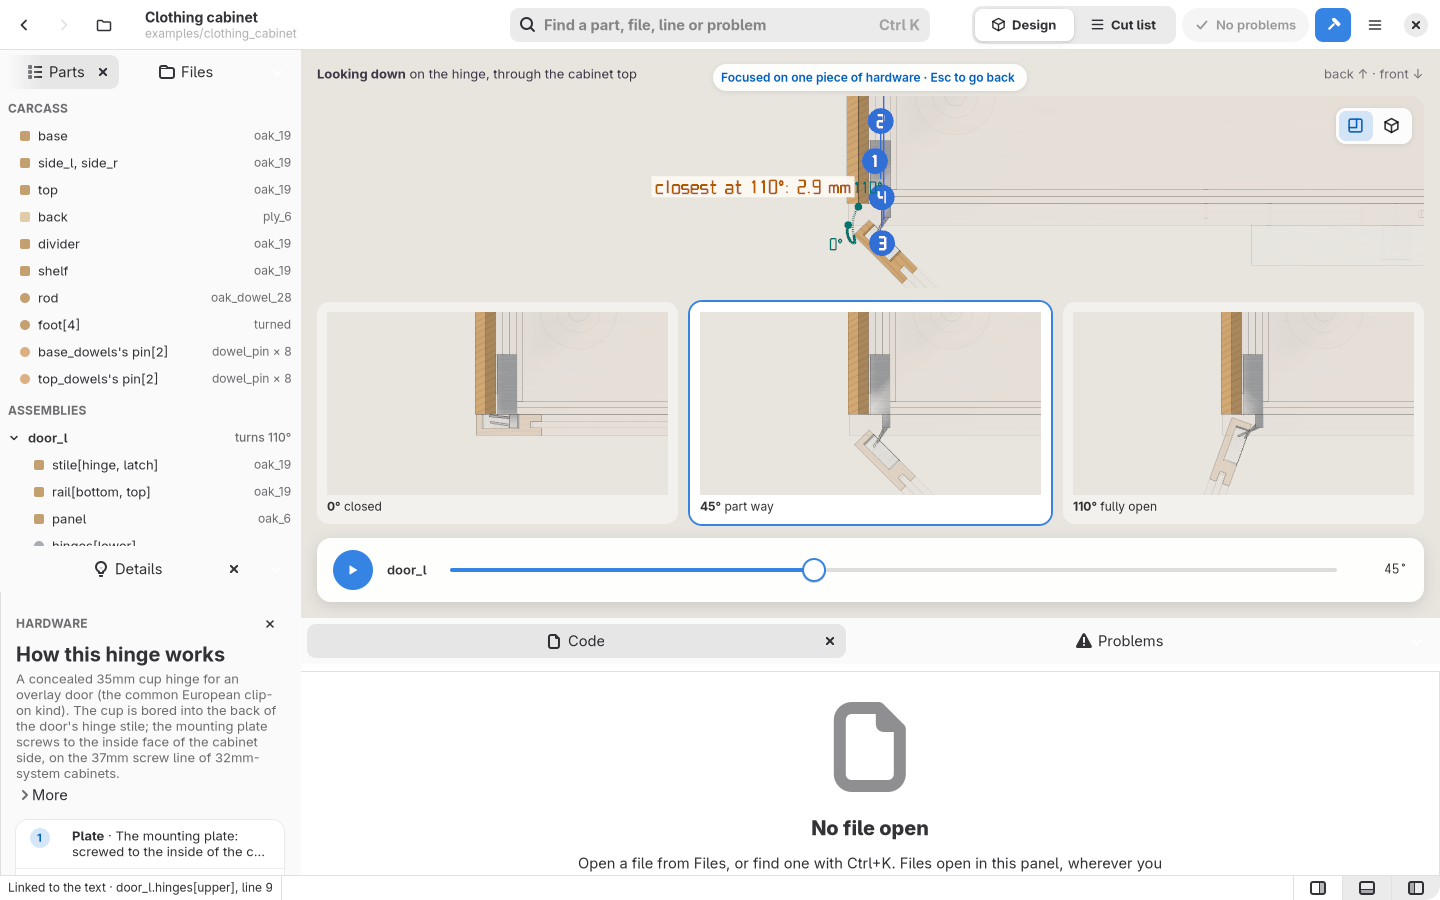 Clothing cabinet
examples/clothing_cabinet
Find a part, file, line or problem
Ctrl K
Design
Cut list
No problems
Parts
Files
CARCASS
base oak_19
side_l, side_r oak_19
top oak_19
back ply_6
divider oak_19
shelf oak_19
rod oak_dowel_28
foot[4] turned
base_dowels's pin[2] dowel_pin × 8
top_dowels's pin[2] dowel_pin × 8
ASSEMBLIES
door_l turns 110°
stile[hinge, latch] oak_19
rail[bottom, top] oak_19
panel oak_6
hinges[lower]
Details
HARDWARE
How this hinge works
A concealed 35mm cup hinge for an
overlay door (the common European clip-
on kind). The cup is bored into the back of
the door's hinge stile; the mounting plate
screws to the inside face of the cabinet
side, on the 37mm screw line of 32mm-
system cabinets.
More
1 Plate · The mounting plate:
screwed to the inside of the c...
Linked to the text · door_l.hinges[upper], line 9
Looking down on the hinge, through the cabinet top
Focused on one piece of hardware · Esc to go back
back ↑ · front ↓
2
1
closest at 110°: 2.9 mm
110°
4
0°
3
0° closed
45° part way
110° fully open
door_l
45°
Code
Problems
No file open
Open a file from Files, or find one with Ctrl+K. Files open in this panel, wherever you